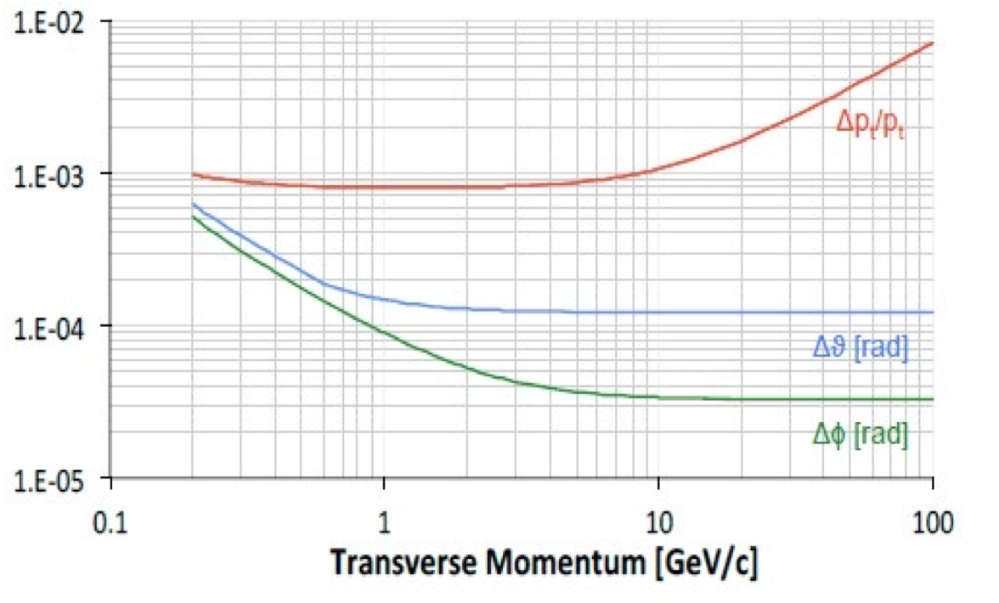 1.E-02
Δpt/pt
1.E-03
1.E-04
Δϑ [rad]
Δϕ [rad]
1.E-05
0.1 1 10 100
Transverse Momentum [GeV/c]